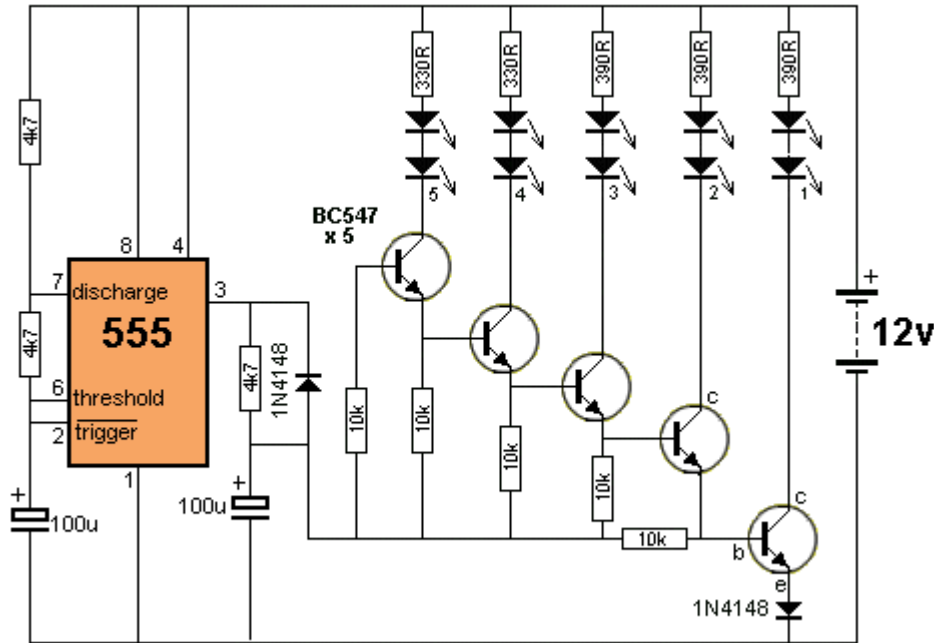 330R
330R
390R
390R
390R
4k7
5
4
3
2
1
BC547
x 5
8
4
7
discharge
3
555
4k7
4k7
1N4148
10k
10k
10k
10k
10k
6
threshold
2
trigger
1
+
100u
+
100u
c
c
b
e
1N4148
+
12v